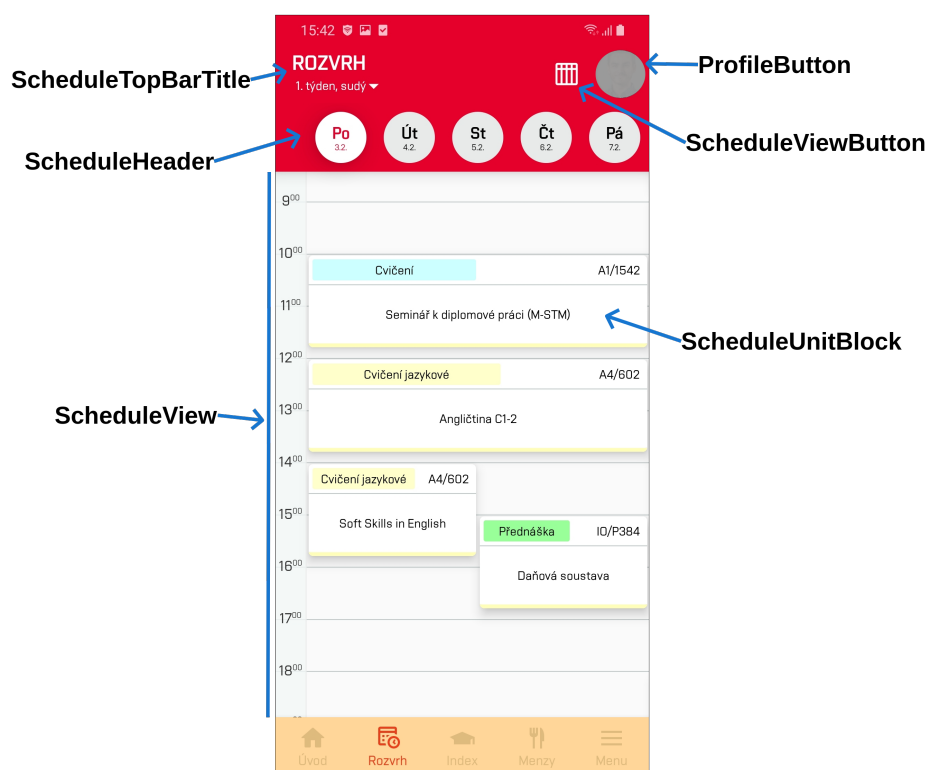 15:42
ROZVRH
ScheduleTopBarTitle
ProfileButton
1. týden, sudý
ScheduleViewButton
ScheduleHeader
Po
3.2.
Út
4.2.
St
5.2.
Čt
6.2.
Pá
7.2.
9⁰⁰
10⁰⁰
Cvičení
A1/1542
11⁰⁰
Seminář k diplomové práci (M-STM)
ScheduleUnitBlock
12⁰⁰
Cvičení jazykové
A4/602
13⁰⁰
Angličtina C1-2
ScheduleView
14⁰⁰
Cvičení jazykové
A4/602
15⁰⁰
Soft Skills in English
Přednáška
IO/P384
16⁰⁰
Daňová soustava
17⁰⁰
18⁰⁰
Úvod
Rozvrh
Index
Menzy
Menu